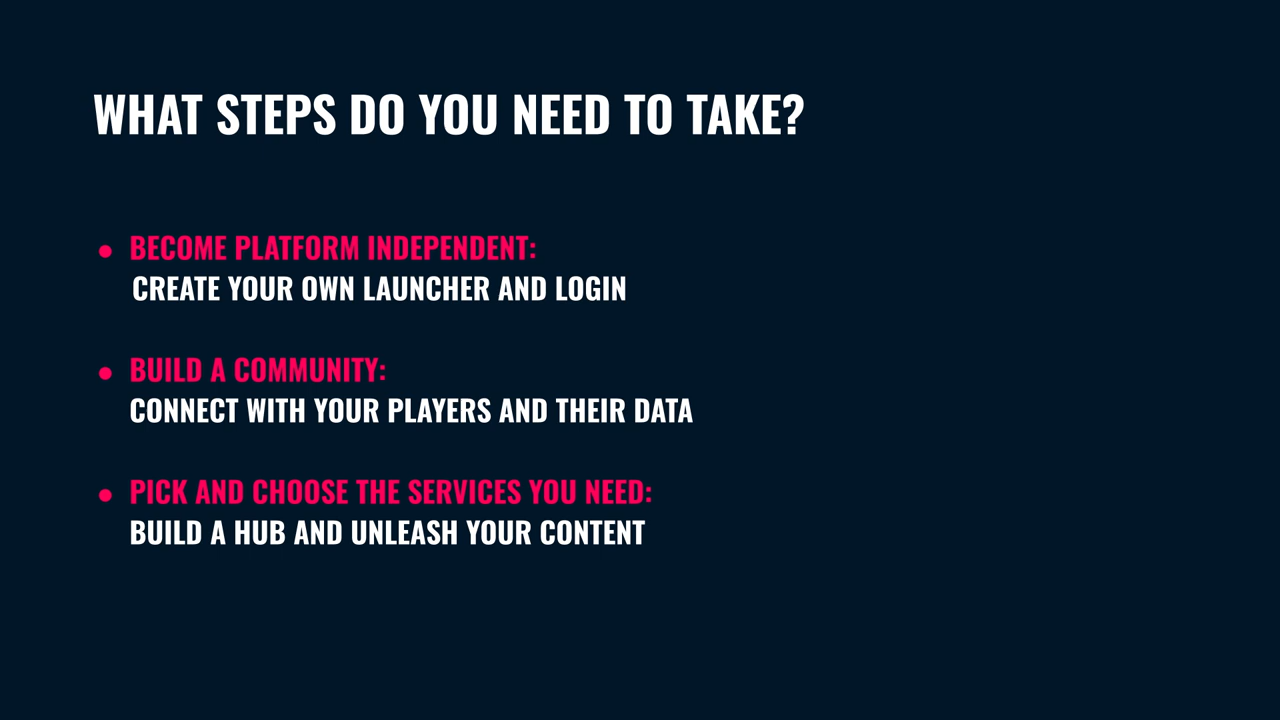 WHAT STEPS DO YOU NEED TO TAKE?
● BECOME PLATFORM INDEPENDENT:
CREATE YOUR OWN LAUNCHER AND LOGIN
● BUILD A COMMUNITY:
CONNECT WITH YOUR PLAYERS AND THEIR DATA
● PICK AND CHOOSE THE SERVICES YOU NEED:
BUILD A HUB AND UNLEASH YOUR CONTENT